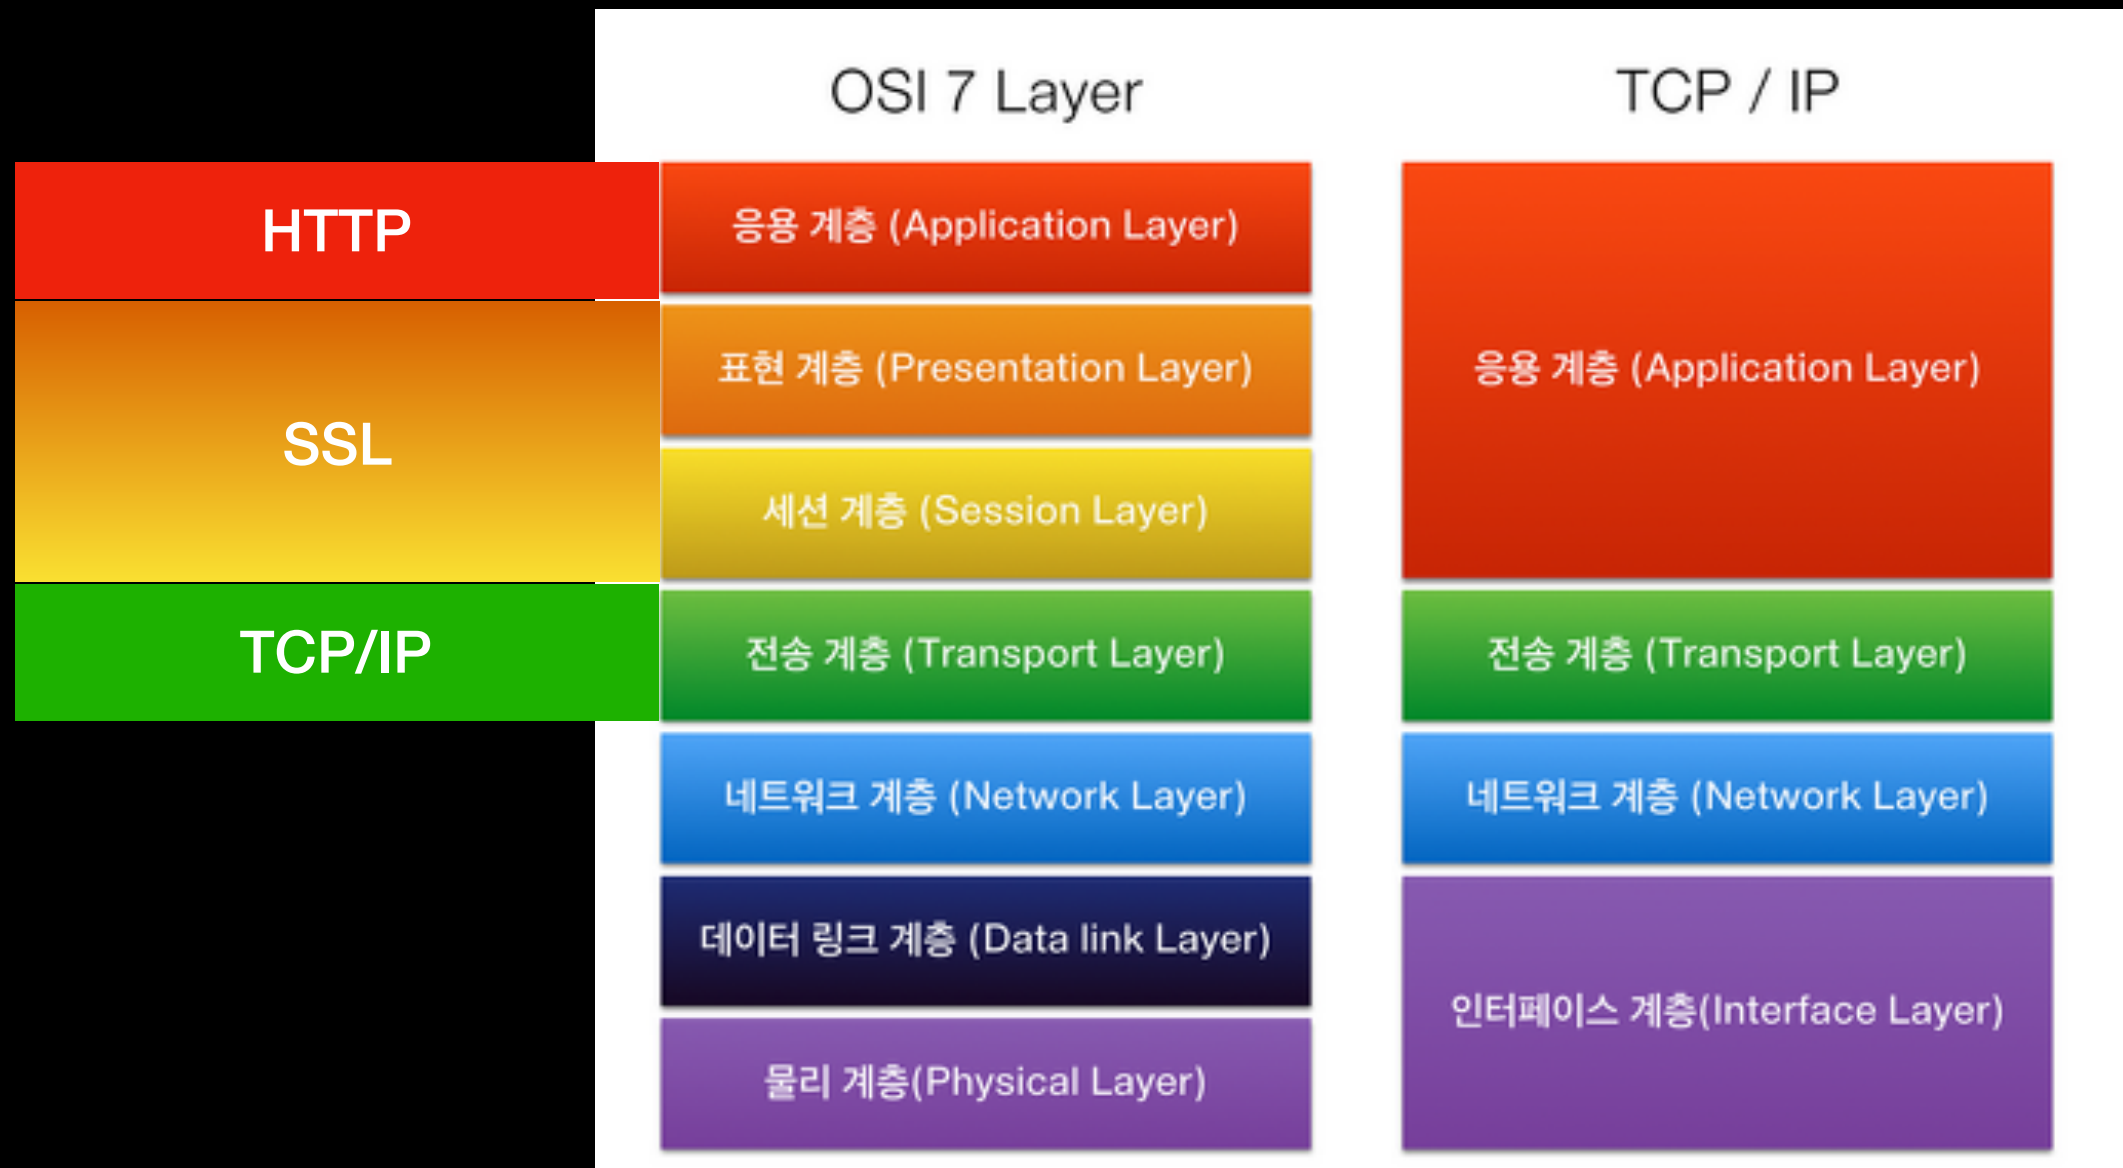 OSI 7 Layer
TCP / IP
HTTP
응용 계층 (Application Layer)
표현 계층 (Presentation Layer)
응용 계층 (Application Layer)
SSL
세션 계층 (Session Layer)
TCP/IP
전송 계층 (Transport Layer)
전송 계층 (Transport Layer)
네트워크 계층 (Network Layer)
네트워크 계층 (Network Layer)
데이터 링크 계층 (Data link Layer)
인터페이스 계층(Interface Layer)
물리 계층(Physical Layer)